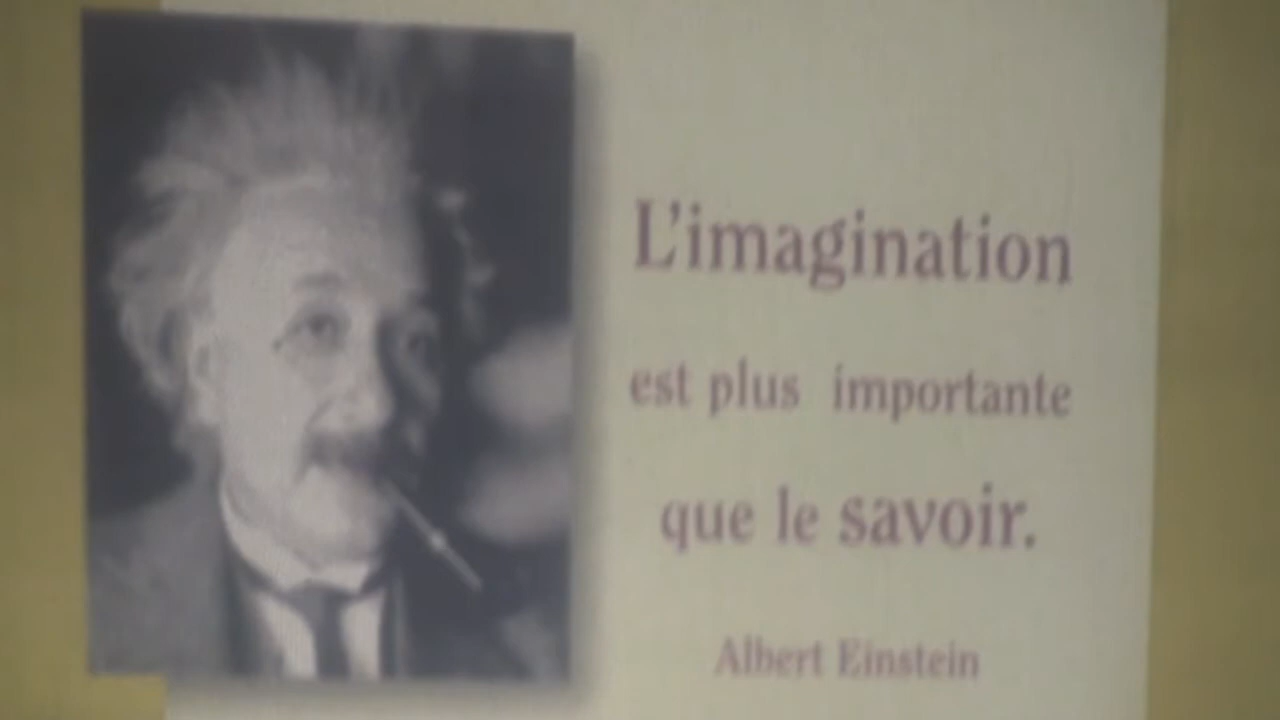 L'imagination
est plus importante
que le savoir.
Albert Einstein